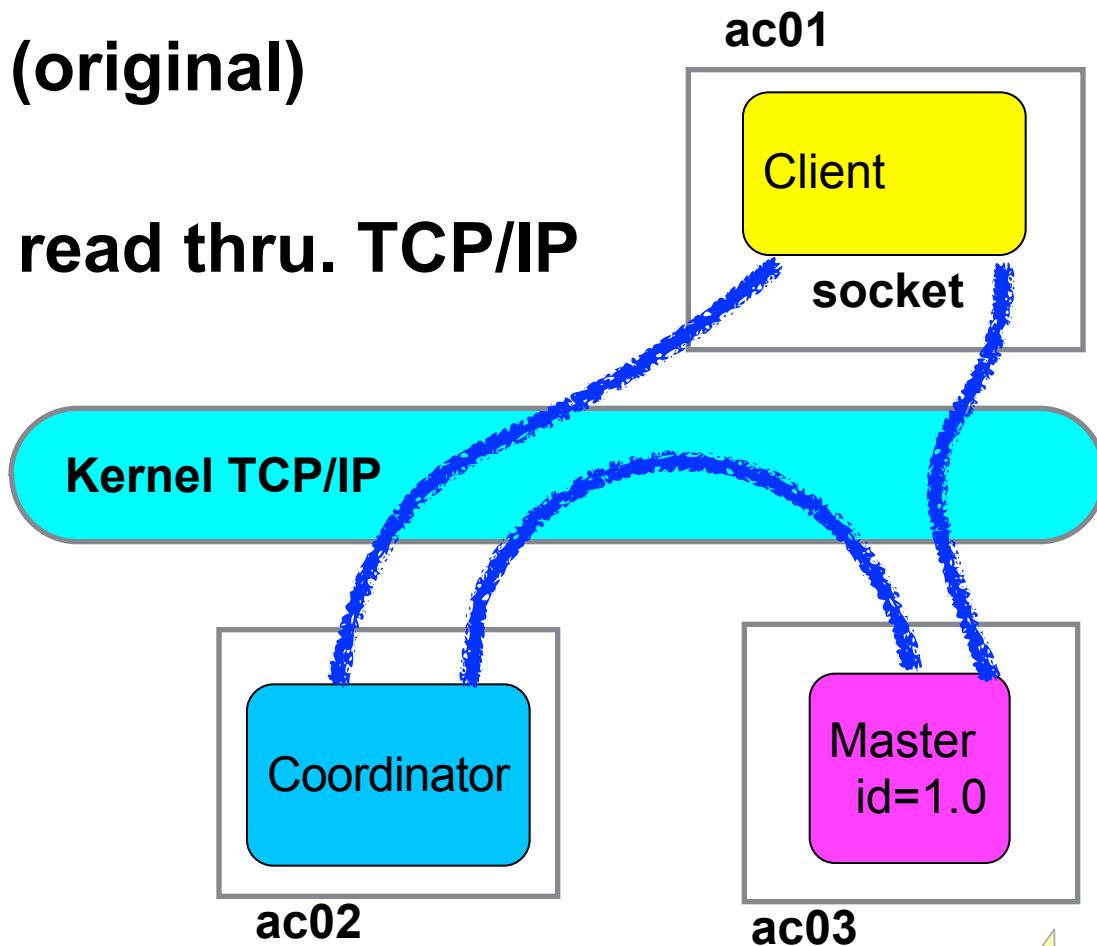 (original)
ac01
Client
read thru. TCP/IP
socket
Kernel TCP/IP
Coordinator
Master
id=1.0
ac02
ac03